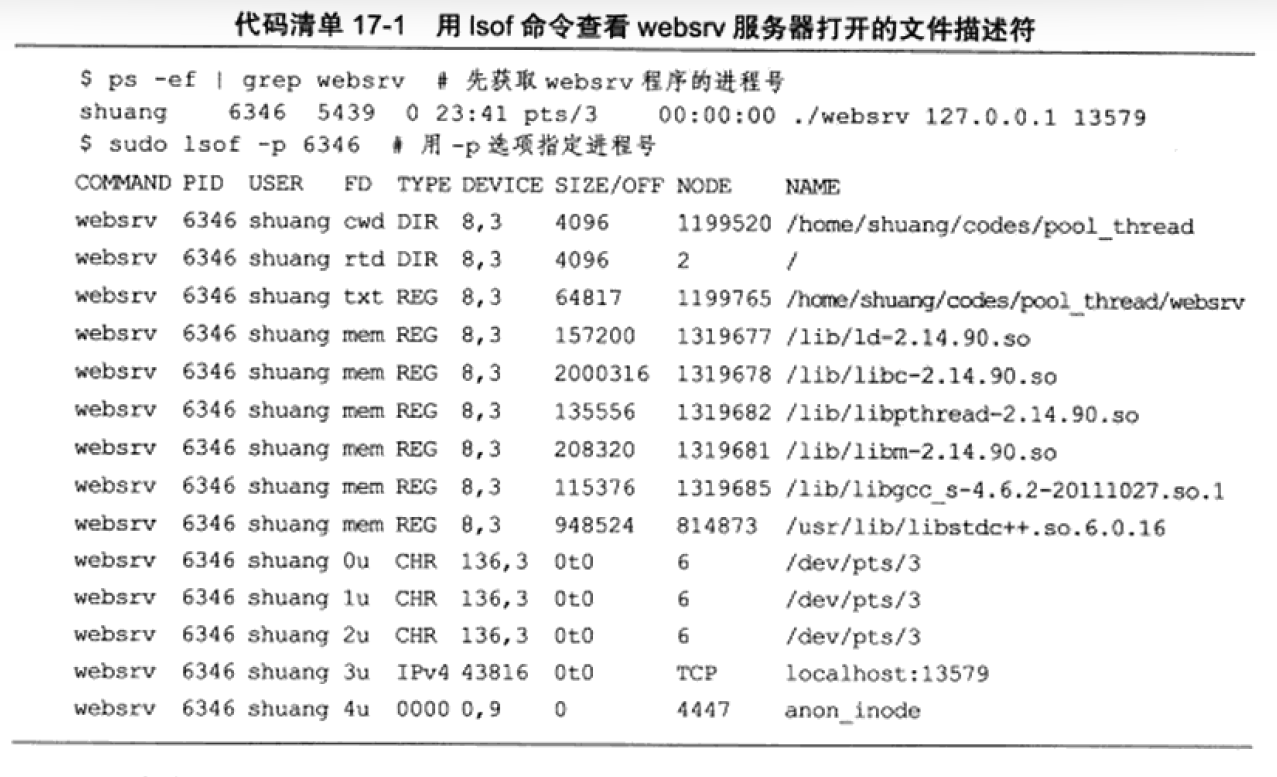 代码清单 17-1 用 lsof 命令查看 websrv 服务器打开的文件描述符
$ ps -ef | grep websrv # 先获取 websrv 程序的进程号
shuang 6346 5439 0 23:41 pts/3 00:00:00 ./websrv 127.0.0.1 13579
$ sudo lsof -p 6346 # 用 -p 选项指定进程号
COMMAND PID USER FD TYPE DEVICE SIZE/OFF NODE NAME
websrv 6346 shuang cwd DIR 8,3 4096 1199520 /home/shuang/codes/pool_thread
websrv 6346 shuang rtd DIR 8,3 4096 2 /
websrv 6346 shuang txt REG 8,3 64817 1199765 /home/shuang/codes/pool_thread/websrv
websrv 6346 shuang mem REG 8,3 157200 1319677 /lib/ld-2.14.90.so
websrv 6346 shuang mem REG 8,3 2000316 1319678 /lib/libc-2.14.90.so
websrv 6346 shuang mem REG 8,3 135556 1319682 /lib/libpthread-2.14.90.so
websrv 6346 shuang mem REG 8,3 208320 1319681 /lib/libm-2.14.90.so
websrv 6346 shuang mem REG 8,3 115376 1319685 /lib/libgcc_s-4.6.2-20111027.so.1
websrv 6346 shuang mem REG 8,3 948524 814873 /usr/lib/libstdc++.so.6.0.16
websrv 6346 shuang 0u CHR 136,3 0t0 6 /dev/pts/3
websrv 6346 shuang 1u CHR 136,3 0t0 6 /dev/pts/3
websrv 6346 shuang 2u CHR 136,3 0t0 6 /dev/pts/3
websrv 6346 shuang 3u IPv4 43816 0t0 TCP localhost:13579
websrv 6346 shuang 4u 0000 0,9 0 4447 anon_inode